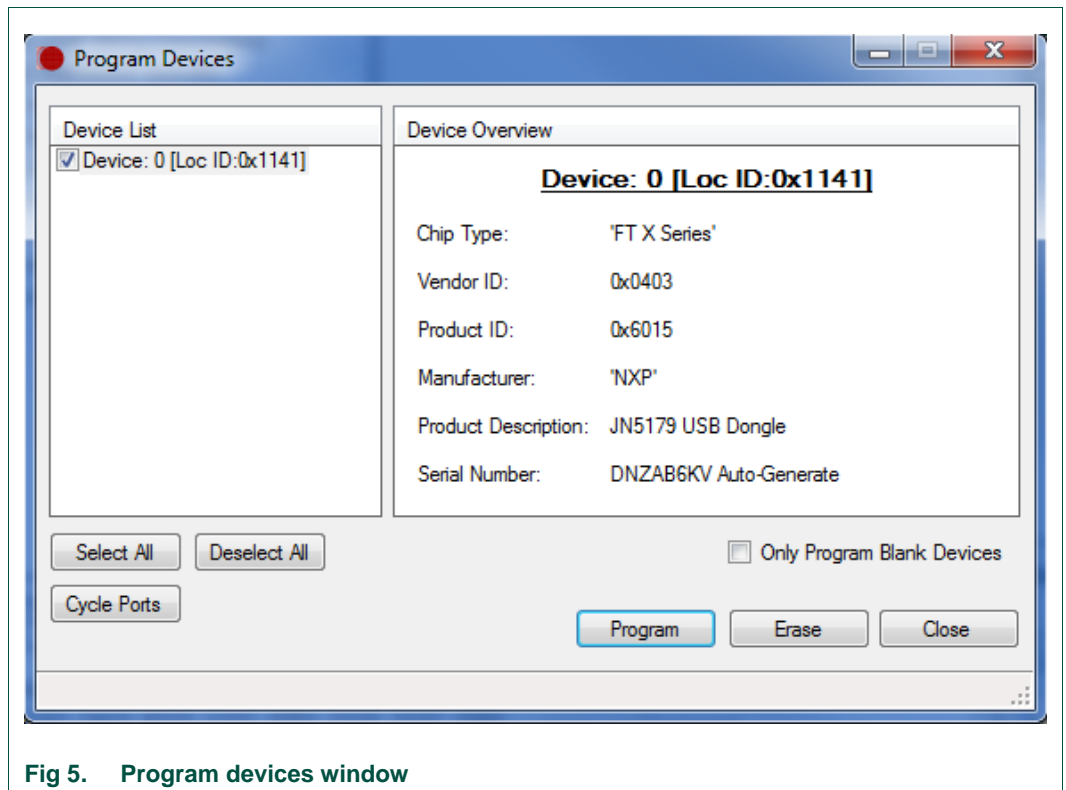 Program Devices
Device List
Device: 0 [Loc ID:0x1141]
Device Overview
Device: 0 [Loc ID:0x1141]
Chip Type: 'FT X Series'
Vendor ID: 0x0403
Product ID: 0x6015
Manufacturer: 'NXP'
Product Description: JN5179 USB Dongle
Serial Number: DNZAB6KV Auto-Generate
Select All Deselect All
Only Program Blank Devices
Cycle Ports
Program Erase Close
Fig 5. Program devices window